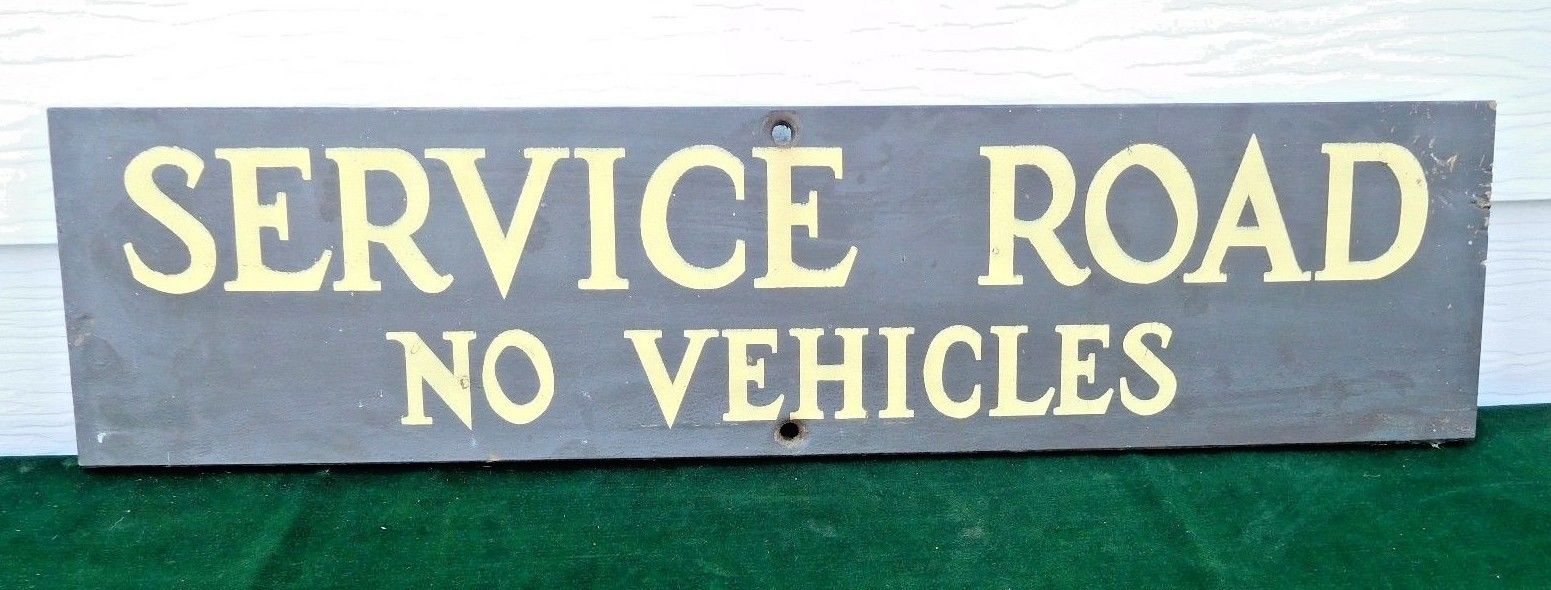 SERVICE ROAD
NO VEHICLES